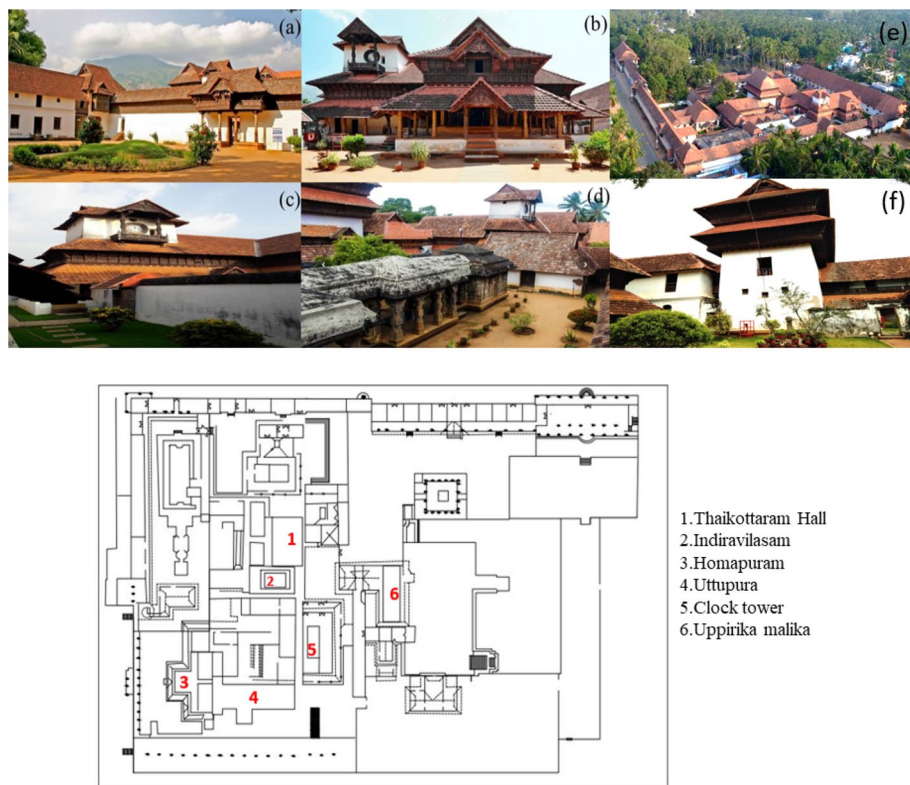 (a)
(b)
(e)
(c)
(d)
(f)
1
2
6
5
3
4
1.Thaikottaram Hall
2.Indiravilasam
3.Homapuram
4.Uttupura
5.Clock tower
6.Uppirika malika